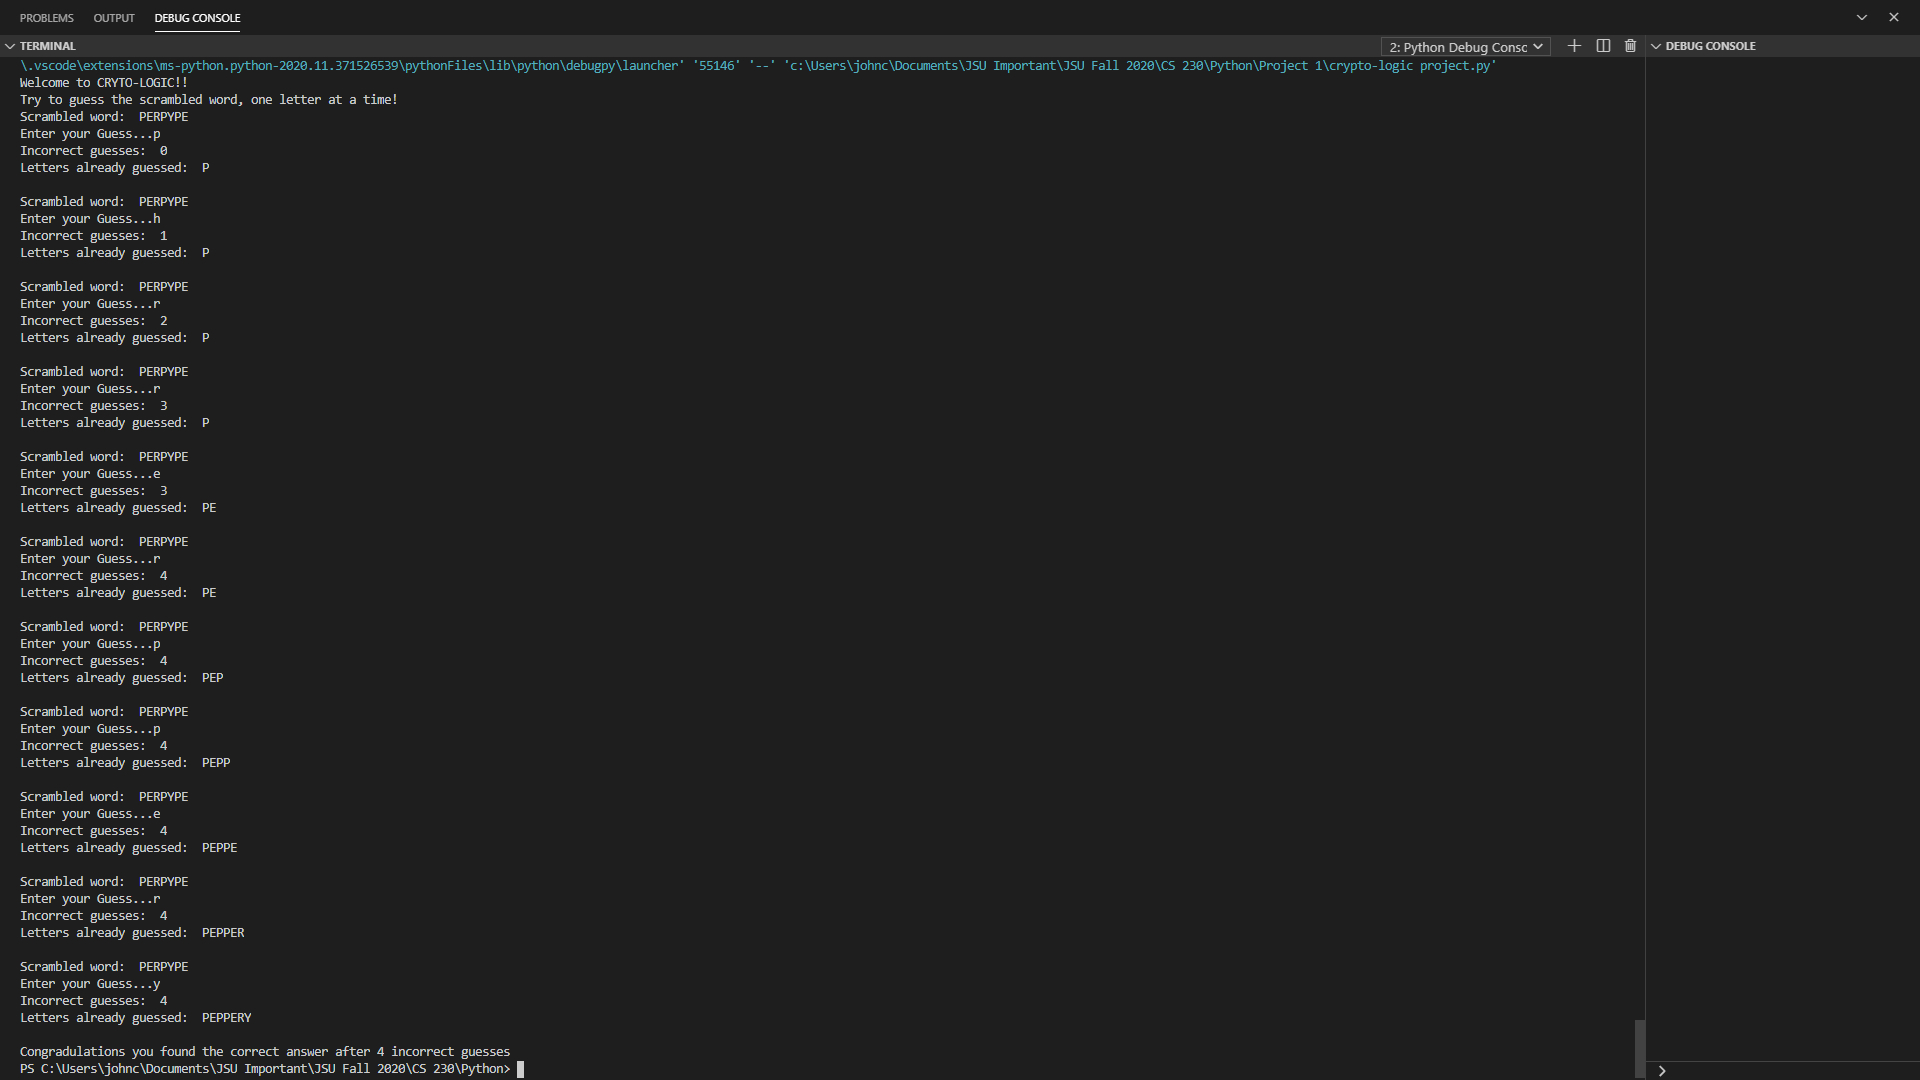 PROBLEMS OUTPUT DEBUG CONSOLE
TERMINAL 2: Python Debug Consc DEBUG CONSOLE
\.vscode\extensions\ms-python.python-2020.11.371526539\pythonFiles\lib\python\debugpy\launcher' '55146' '--' 'c:\Users\johnc\Documents\JSU Important\JSU Fall 2020\CS 230\Python\Project 1\crypto-logic project.py'
Welcome to CRYTO-LOGIC!!
Try to guess the scrambled word, one letter at a time!
Scrambled word:  PERPYPE
Enter your Guess...p
Incorrect guesses:  0
Letters already guessed:  P
Scrambled word:  PERPYPE
Enter your Guess...h
Incorrect guesses:  1
Letters already guessed:  P
Scrambled word:  PERPYPE
Enter your Guess...r
Incorrect guesses:  2
Letters already guessed:  P
Scrambled word:  PERPYPE
Enter your Guess...r
Incorrect guesses:  3
Letters already guessed:  P
Scrambled word:  PERPYPE
Enter your Guess...e
Incorrect guesses:  3
Letters already guessed:  PE
Scrambled word:  PERPYPE
Enter your Guess...r
Incorrect guesses:  4
Letters already guessed:  PE
Scrambled word:  PERPYPE
Enter your Guess...p
Incorrect guesses:  4
Letters already guessed:  PEP
Scrambled word:  PERPYPE
Enter your Guess...p
Incorrect guesses:  4
Letters already guessed:  PEPP
Scrambled word:  PERPYPE
Enter your Guess...e
Incorrect guesses:  4
Letters already guessed:  PEPPE
Scrambled word:  PERPYPE
Enter your Guess...r
Incorrect guesses:  4
Letters already guessed:  PEPPER
Scrambled word:  PERPYPE
Enter your Guess...y
Incorrect guesses:  4
Letters already guessed:  PEPPERY
Congradulations you found the correct answer after 4 incorrect guesses
PS C:\Users\johnc\Documents\JSU Important\JSU Fall 2020\CS 230\Python>